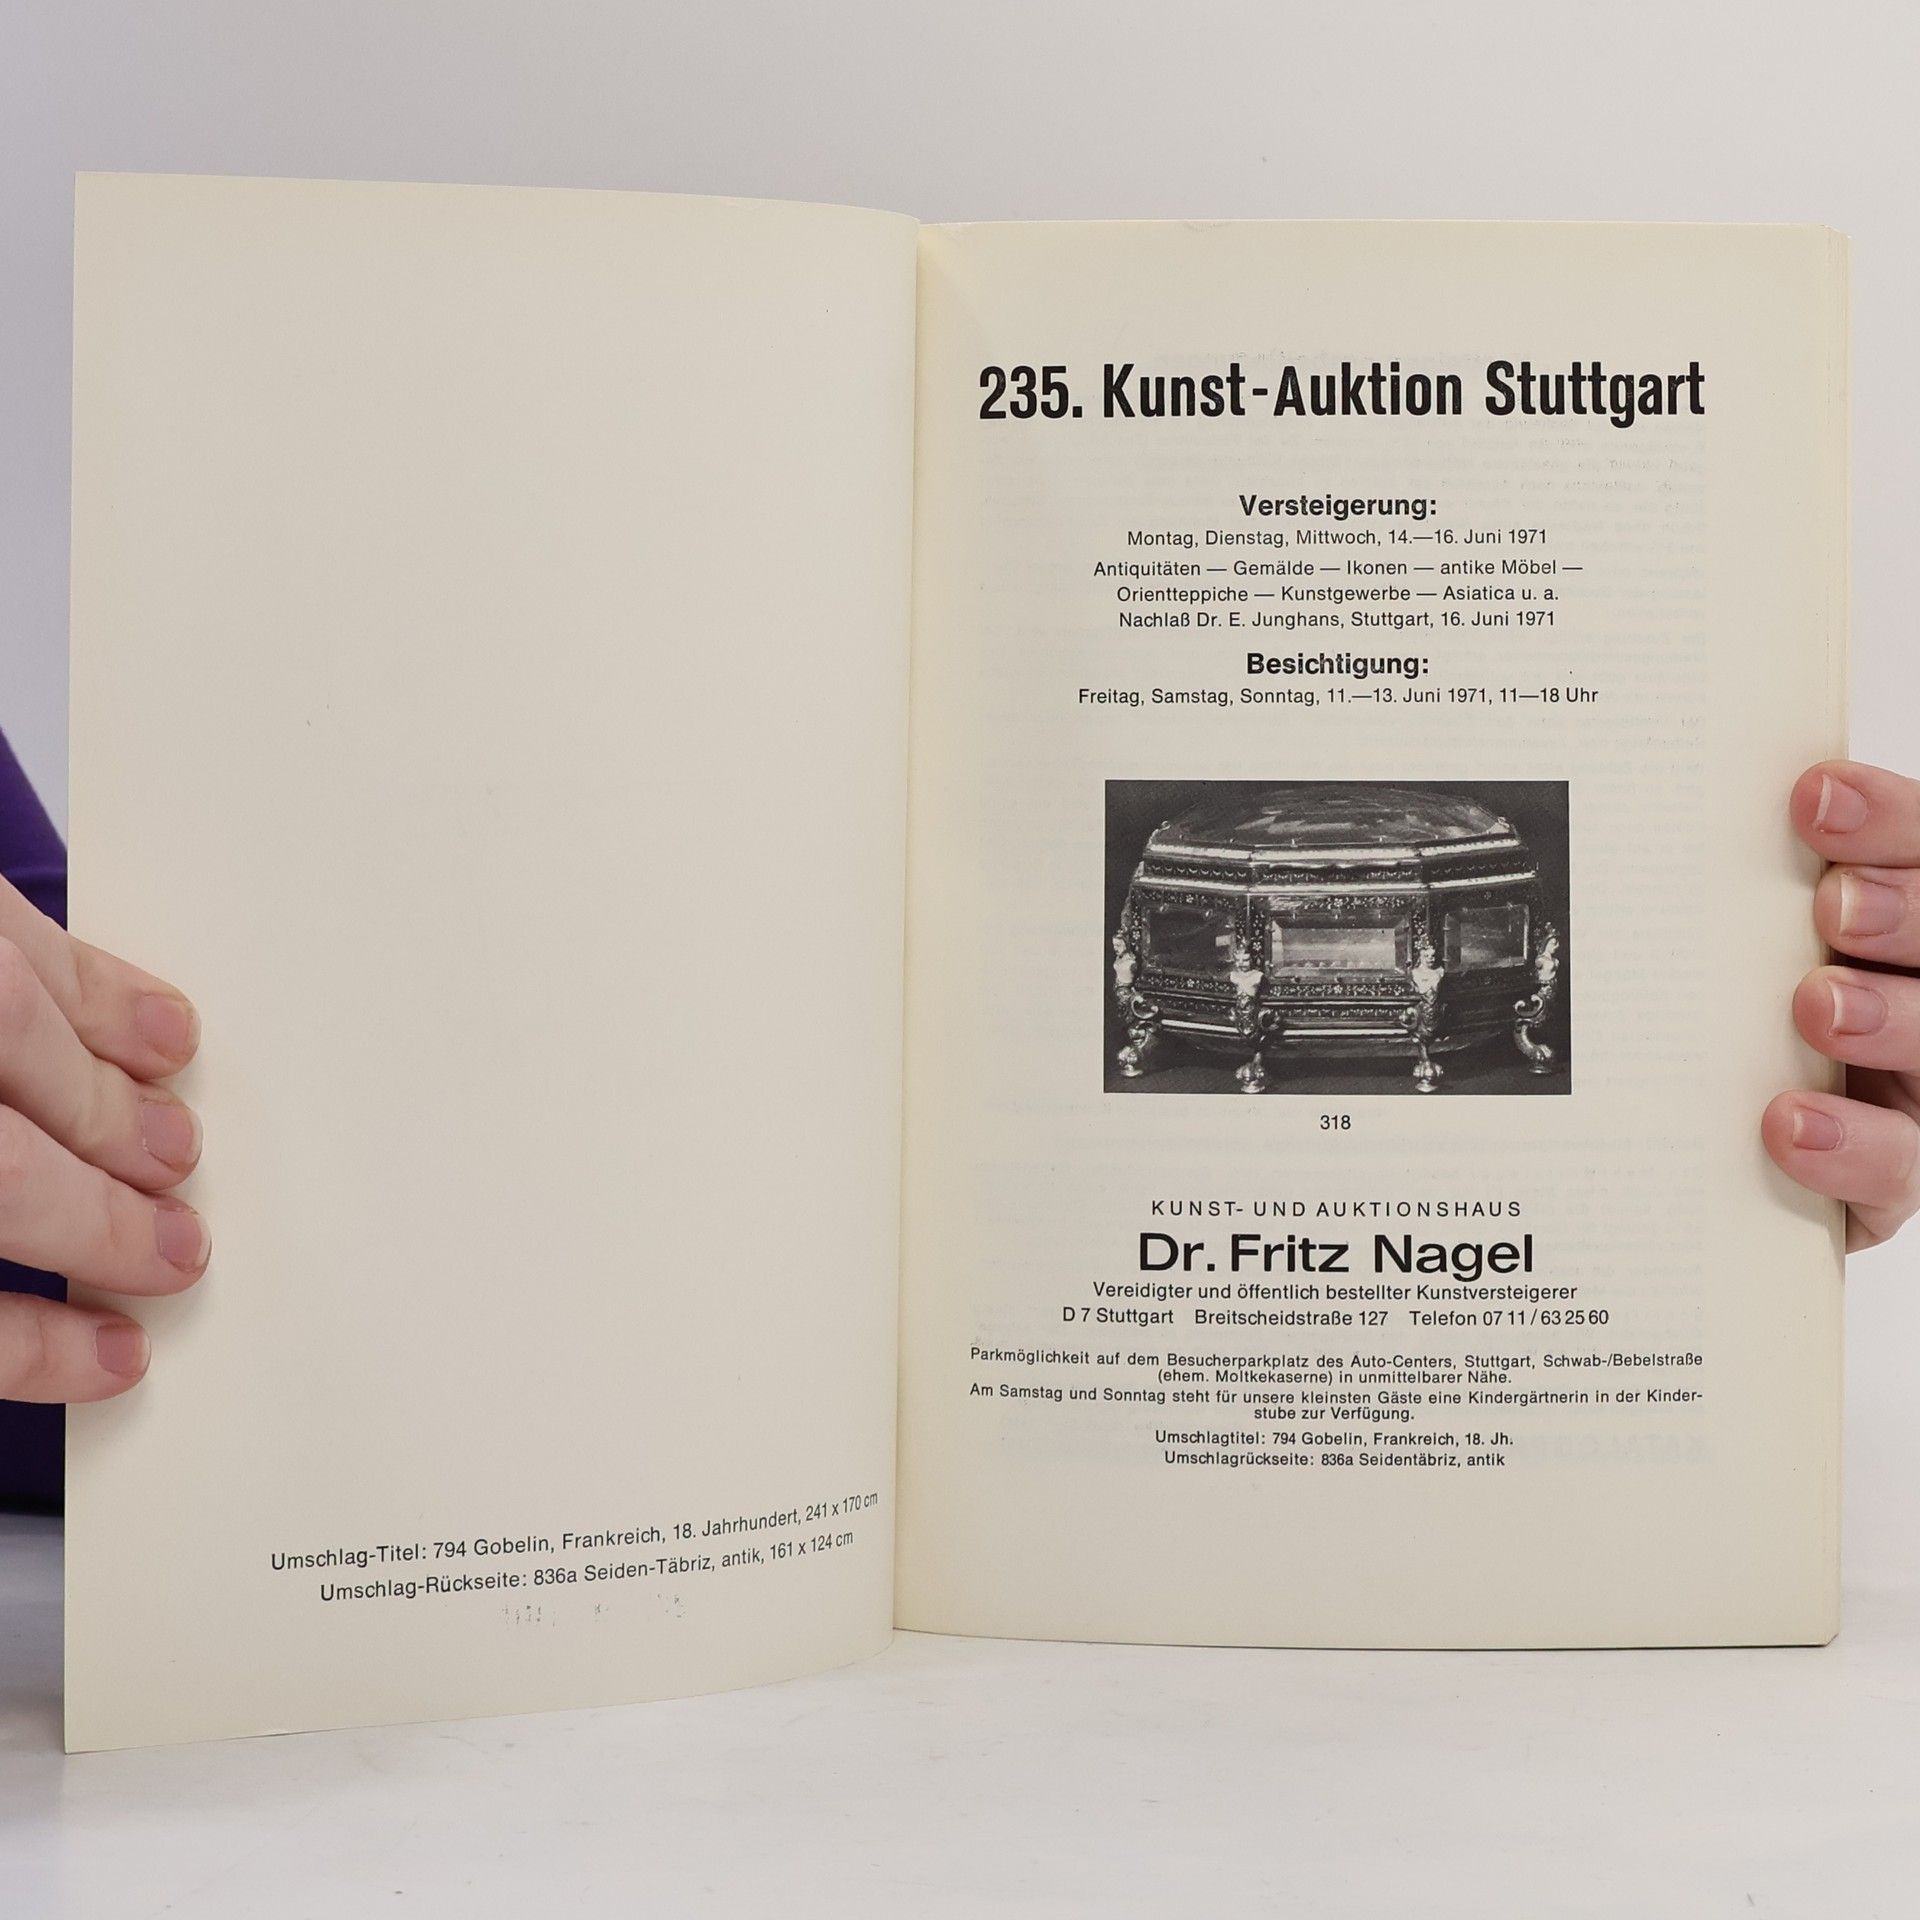 Umschlag-Titel: 794 Gobelin, Frankreich, 18. Jahrhundert, 241 x 170 cm
Umschlag-Rückseite: 836a Seiden-Täbriz, antik, 161 x 124 cm
235. Kunst-Auktion Stuttgart
Versteigerung:
Montag, Dienstag, Mittwoch, 14.—16. Juni 1971
Antiquitäten — Gemälde — Ikonen — antike Möbel —
Orientteppiche — Kunstgewerbe — Asiatica u. a.
Nachlaß Dr. E. Junghans, Stuttgart, 16. Juni 1971
Besichtigung:
Freitag, Samstag, Sonntag, 11.—13. Juni 1971, 11—18 Uhr
318
KUNST- UND AUKTIONSHAUS
Dr. Fritz Nagel
Vereidigter und öffentlich bestellter Kunstversteigerer
D 7 Stuttgart Breitscheidstraße 127 Telefon 07 11 / 63 25 60
Parkmöglichkeit auf dem Besucherparkplatz des Auto-Centers, Stuttgart, Schwab-/Bebelstraße
(ehem. Moltkekaserne) in unmittelbarer Nähe.
Am Samstag und Sonntag steht für unsere kleinsten Gäste eine Kindergärtnerin in der Kinder-
stube zur Verfügung.
Umschlagtitel: 794 Gobelin, Frankreich, 18. Jh.
Umschlagrückseite: 836a Seidentäbriz, antik